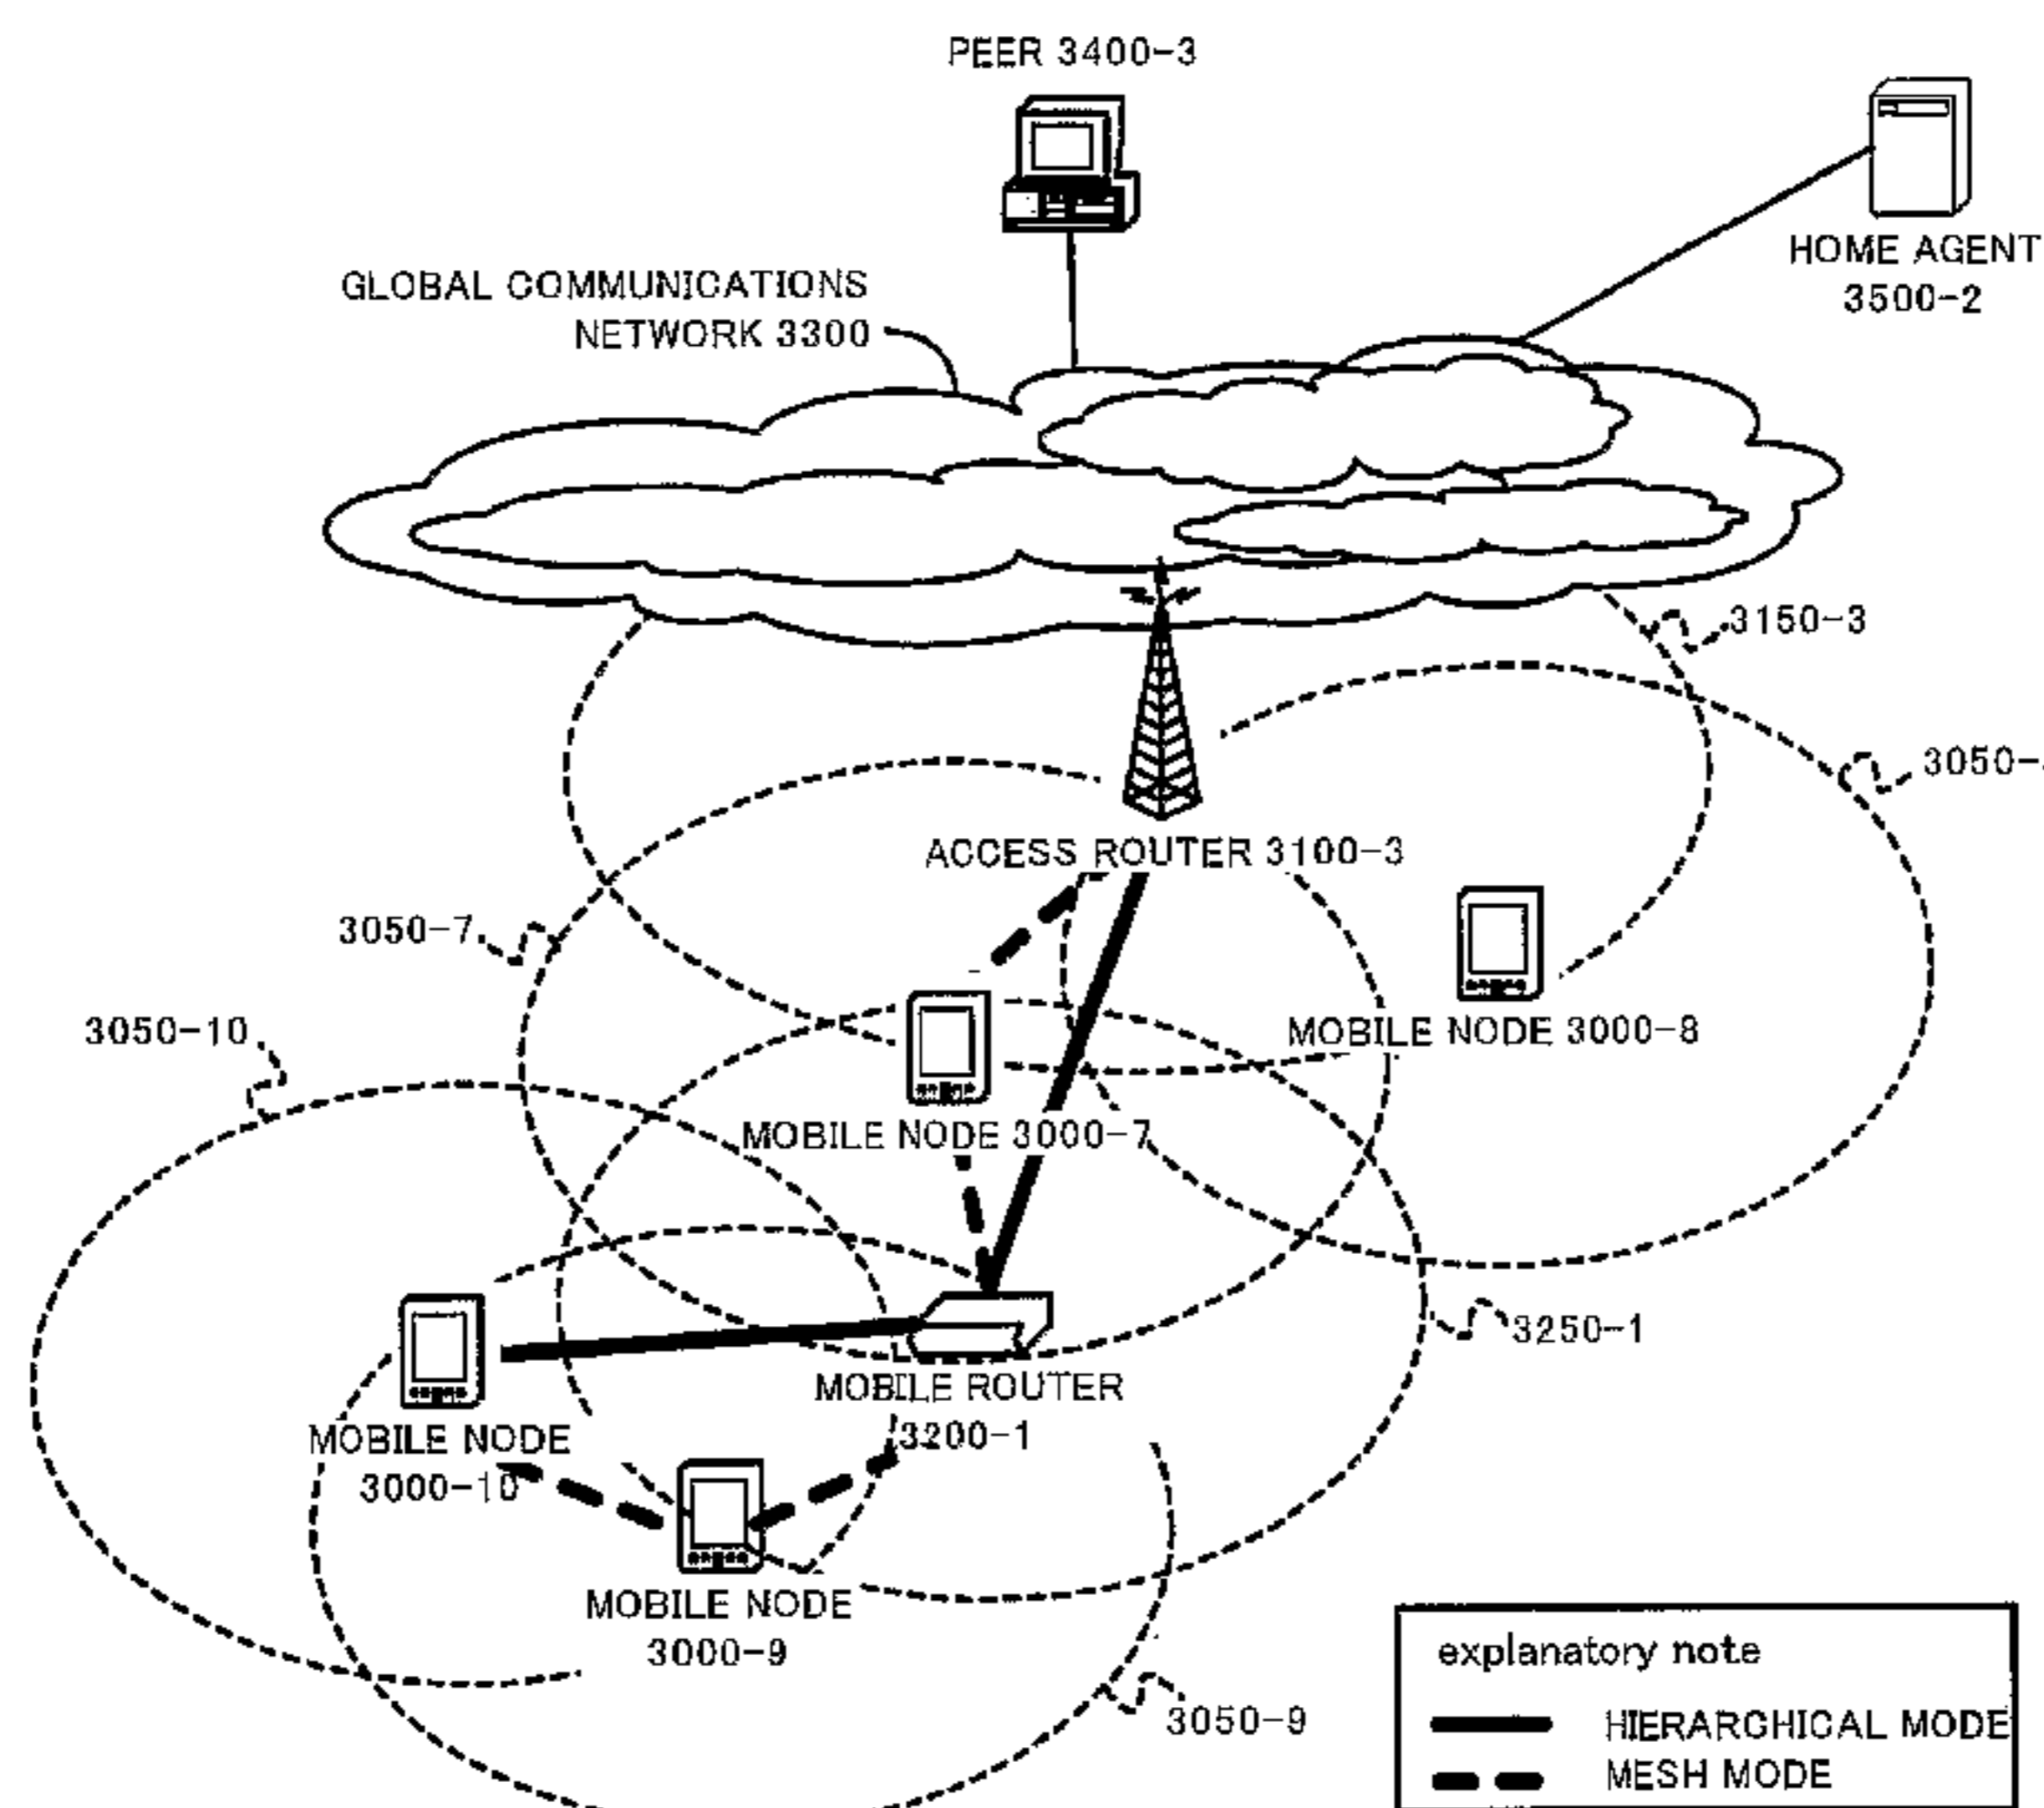 PEER 3400-3
HOME AGENT
3500-2
GLOBAL COMMUNICATIONS
NETWORK 3300
3150-3
3050-
ACCESS ROUTER 3100-3
3050-7
3050-10
MOBILE NODE 3000-8
MOBILE NODE 3000-7
3250-1
MOBILE ROUTER
3200-1
MOBILE NODE
3000-10
MOBILE NODE
3000-9
3050-9
explanatory note
HIERARCHICAL MODE
MESH MODE